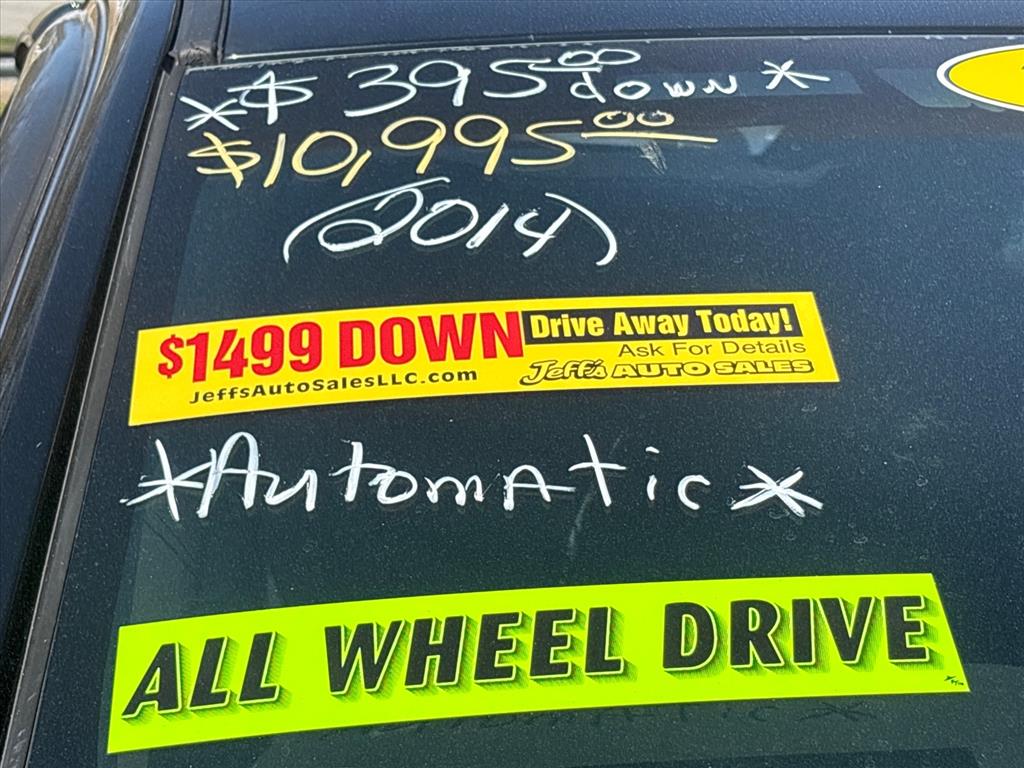 *$395.00 down*
$10,995.00
(2014)
$1499 DOWN Drive Away Today!
Ask For Details
JeffsAutoSalesLLC.com Jeff's AUTO SALES
*Automatic*
ALL WHEEL DRIVE